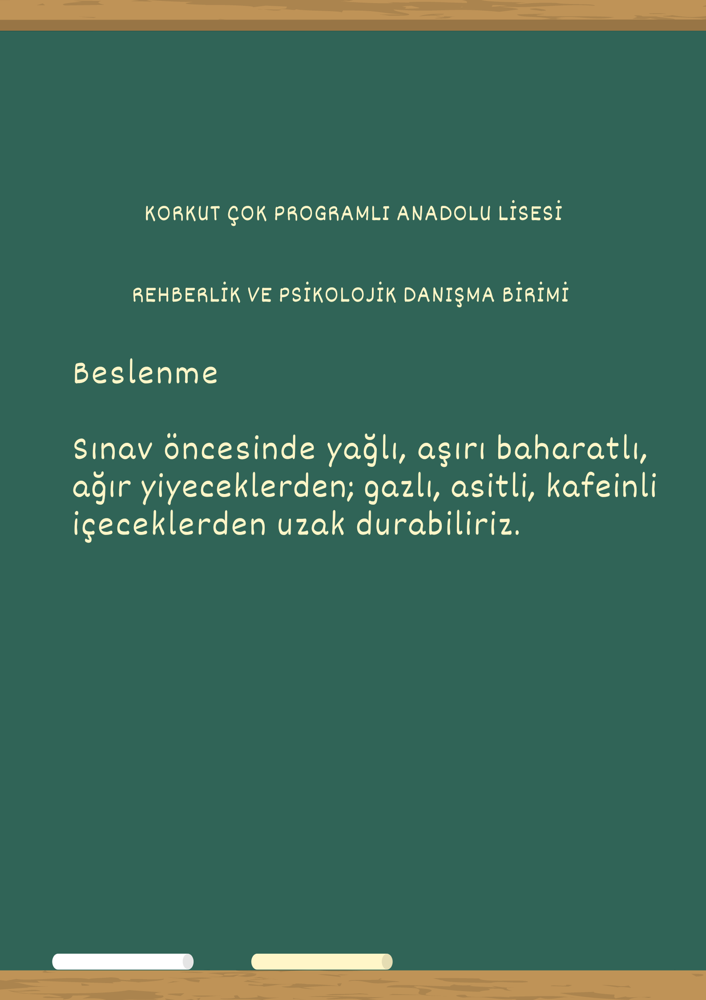 KORKUT ÇOK PROGRAMLI ANADOLU LİSESİ
REHBERLİK VE PSİKOLOJİK DANIŞMA BİRİMİ
Beslenme
Sınav öncesinde yağlı, aşırı baharatlı,
ağır yiyeceklerden; gazlı, asitli, kafeinli
içeceklerden uzak durabiliriz.